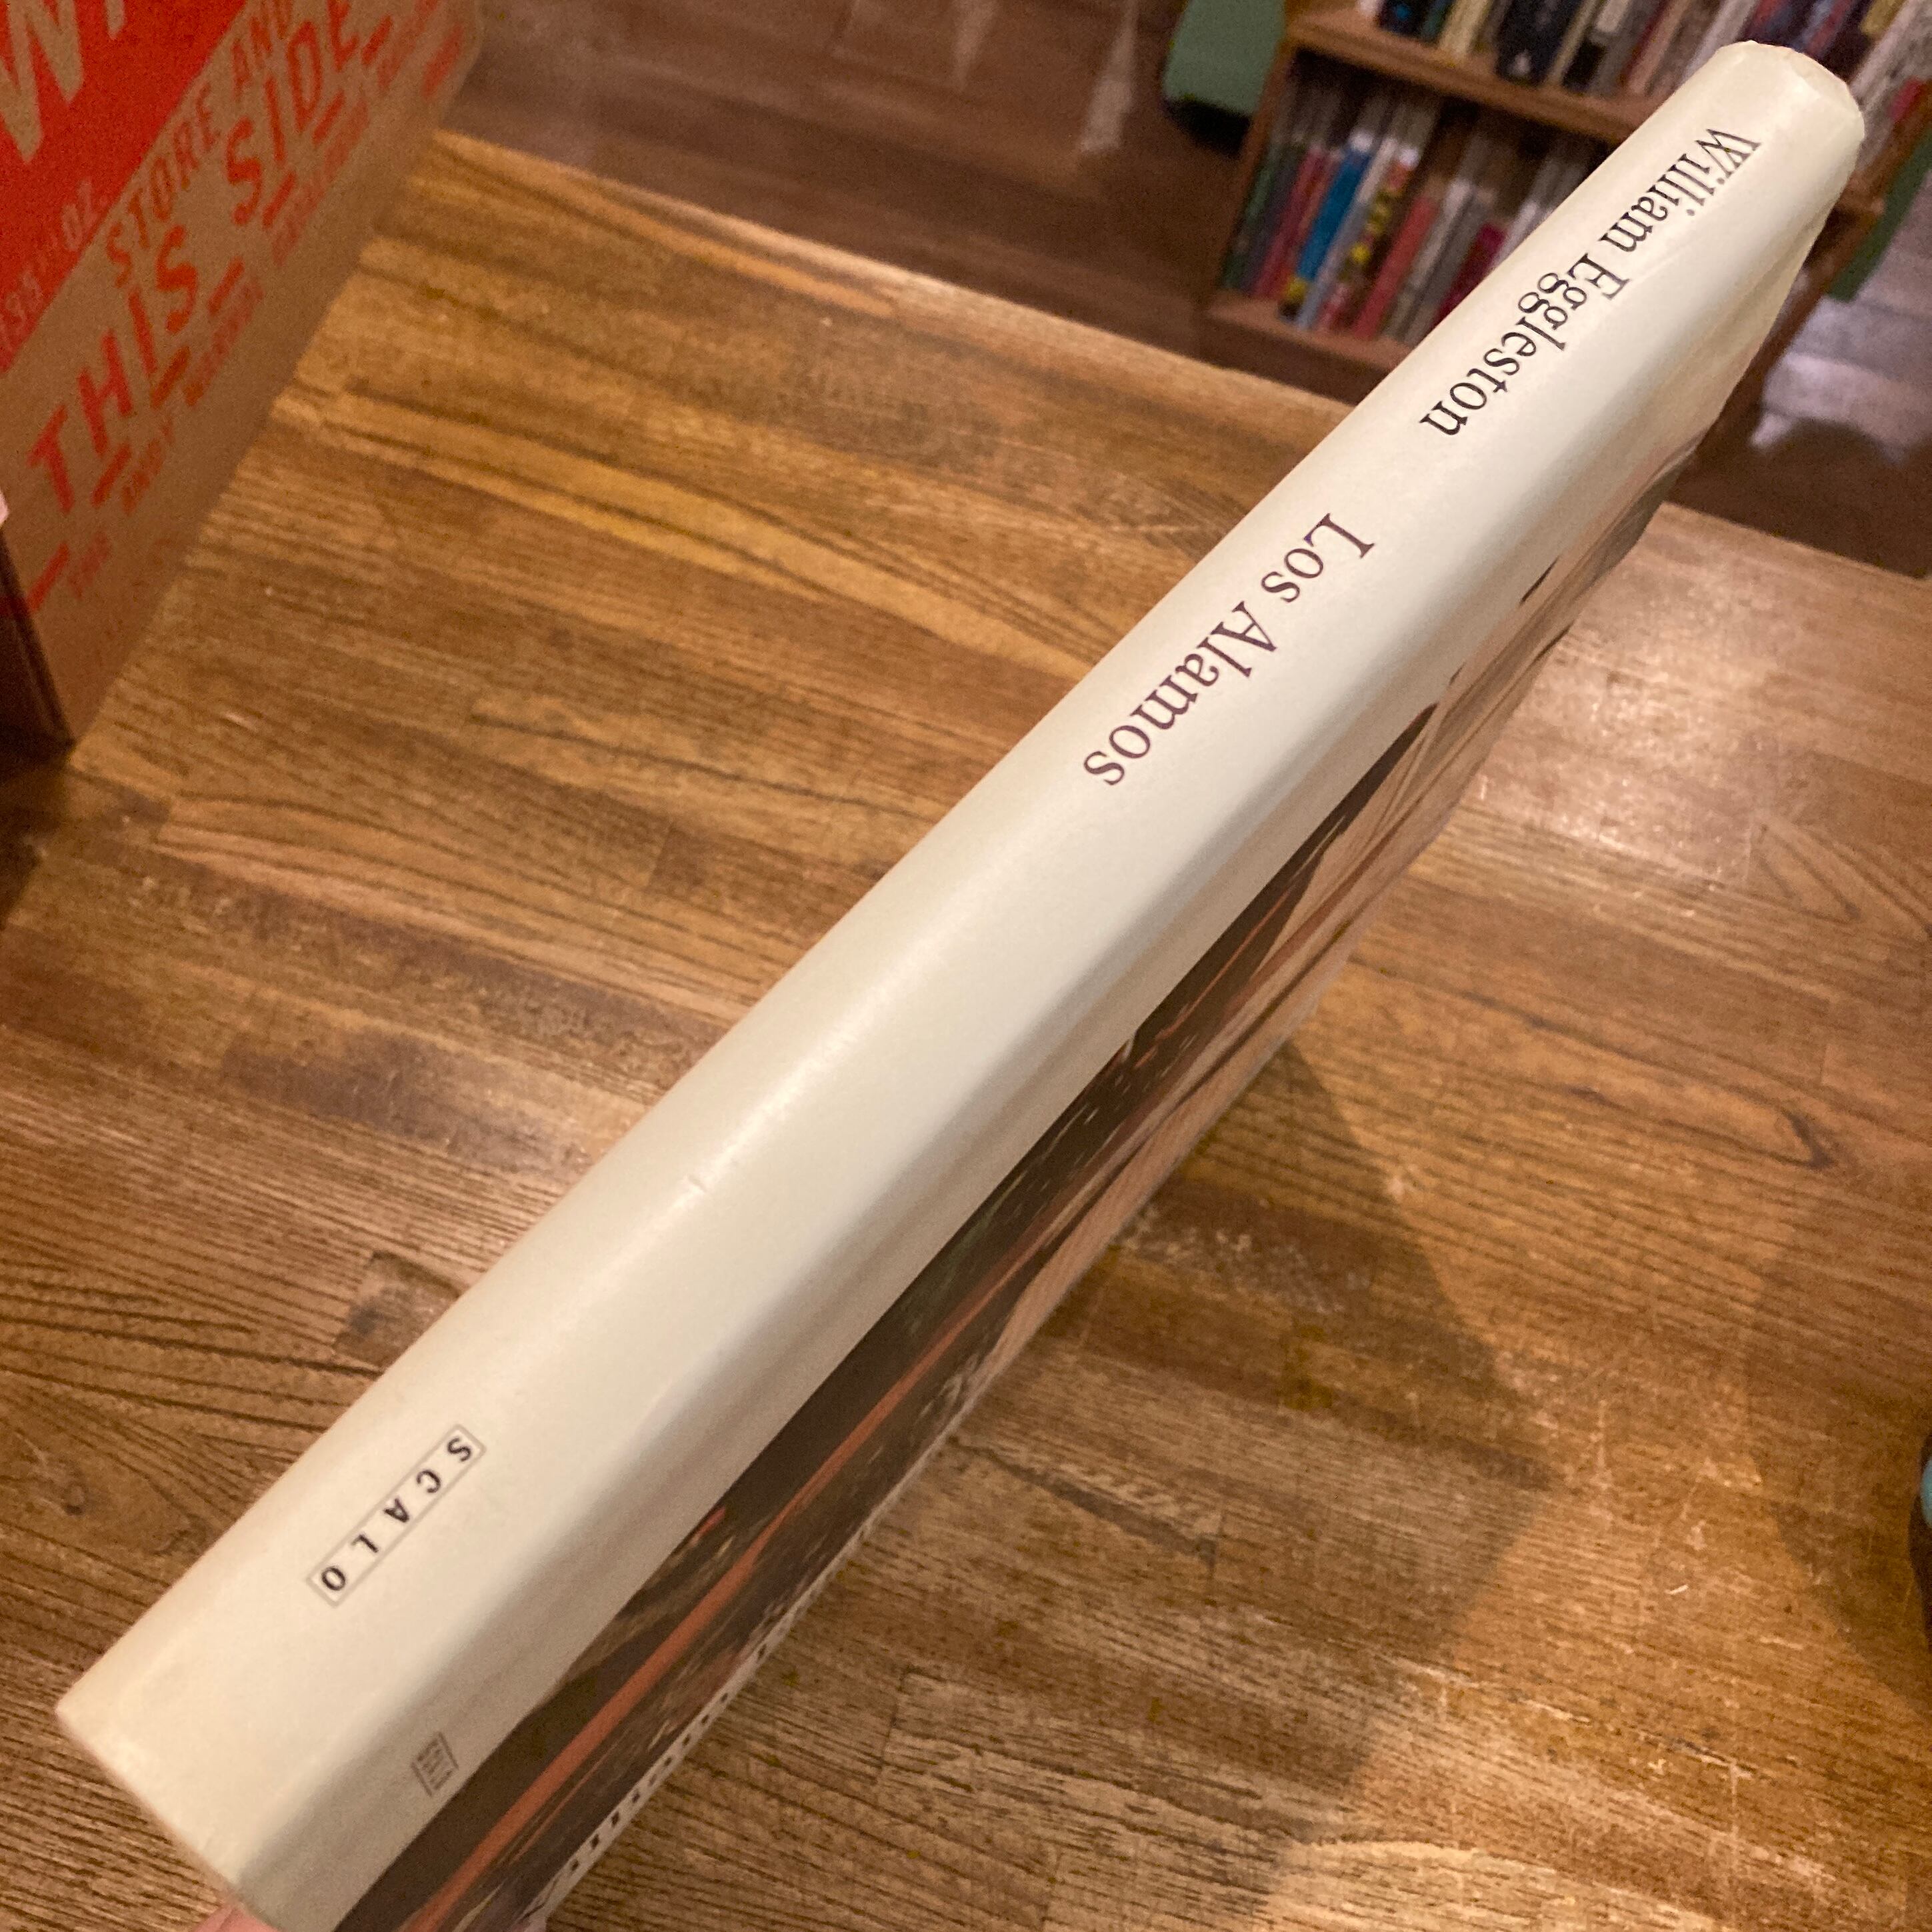 William Eggleston
Los Alamos
SCALO
STORE AND
THIS SIDE